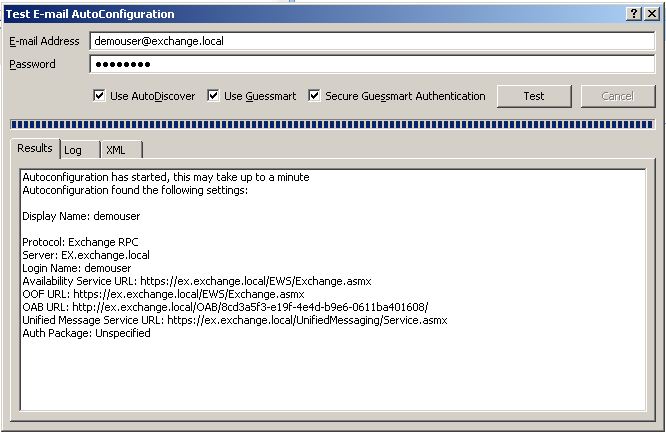 Test E-mail AutoConfiguration
E-mail Address demouser@exchange.local
Password ●●●●●●●●
Use AutoDiscover Use Guessmart Secure Guessmart Authentication Test Cancel
Results Log XML
Autoconfiguration has started, this may take up to a minute
Autoconfiguration found the following settings:
Display Name: demouser
Protocol: Exchange RPC
Server: EX.exchange.local
Login Name: demouser
Availability Service URL: https://ex.exchange.local/EWS/Exchange.asmx
OOF URL: https://ex.exchange.local/EWS/Exchange.asmx
OAB URL: http://ex.exchange.local/OAB/8cd3a5f3-e19f-4e4d-b9e6-0611ba401608/
Unified Message Service URL: https://ex.exchange.local/UnifiedMessaging/Service.asmx
Auth Package: Unspecified